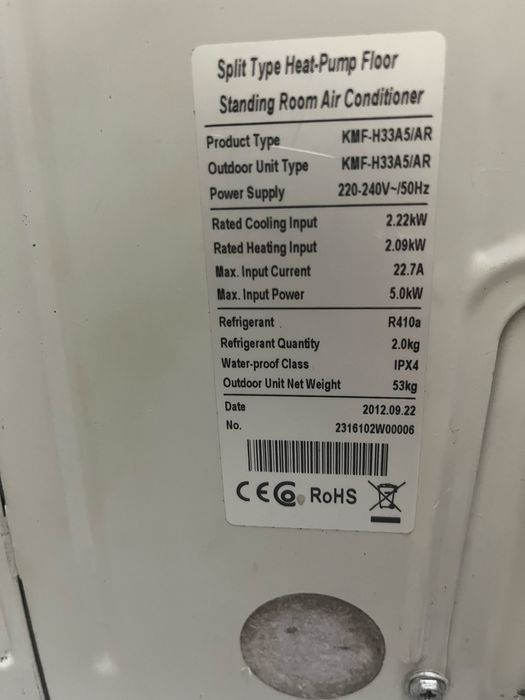 Split Type Heat-Pump Floor
Standing Room Air Conditioner
Product Type KMF-H33A5/AR
Outdoor Unit Type KMF-H33A5/AR
Power Supply 220-240V~/50Hz
Rated Cooling Input 2.22kW
Rated Heating Input 2.09kW
Max. Input Current 22.7A
Max. Input Power 5.0kW
Refrigerant R410a
Refrigerant Quantity 2.0kg
Water-proof Class IPX4
Outdoor Unit Net Weight 53kg
Date 2012.09.22
No. 2316102W00006
CE RoHS